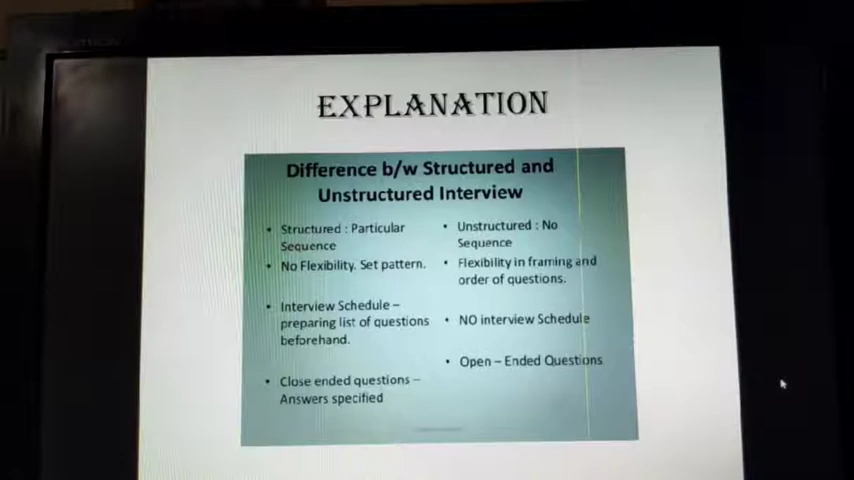 EXPLANATION
Difference b/w Structured and
Unstructured Interview
• Structured : Particular
Sequence
• No Flexibility. Set pattern.
• Interview Schedule –
preparing list of questions
beforehand.
• Close ended questions –
Answers specified
• Unstructured : No
Sequence
• Flexibility in framing and
order of questions.
• NO interview Schedule
• Open – Ended Questions